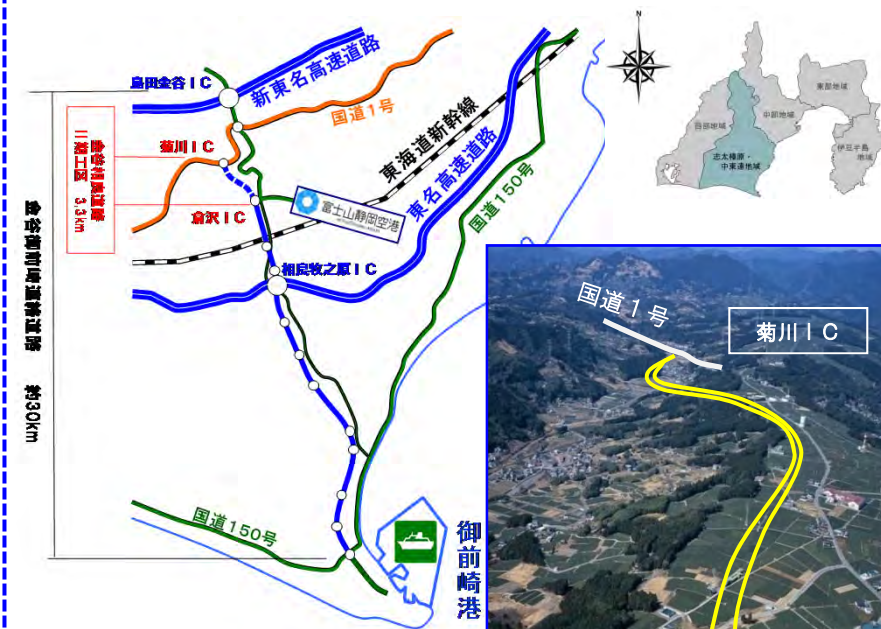 島田金谷ＩＣ
新東名高速道路
国道１号
菊川ＩＣ
倉沢ＩＣ
富士山静岡空港
東海道新幹線
東名高速道路
国道150号
相良牧之原ＩＣ
金谷相良道路
Ⅱ期工区　3.3km
金谷御前崎連絡道路　約30km
国道150号
御前崎港
N
西部地域
中部地域
東部地域
伊豆半島
地域
志太榛原・
中東遠地域
国道１号
菊川ＩＣ